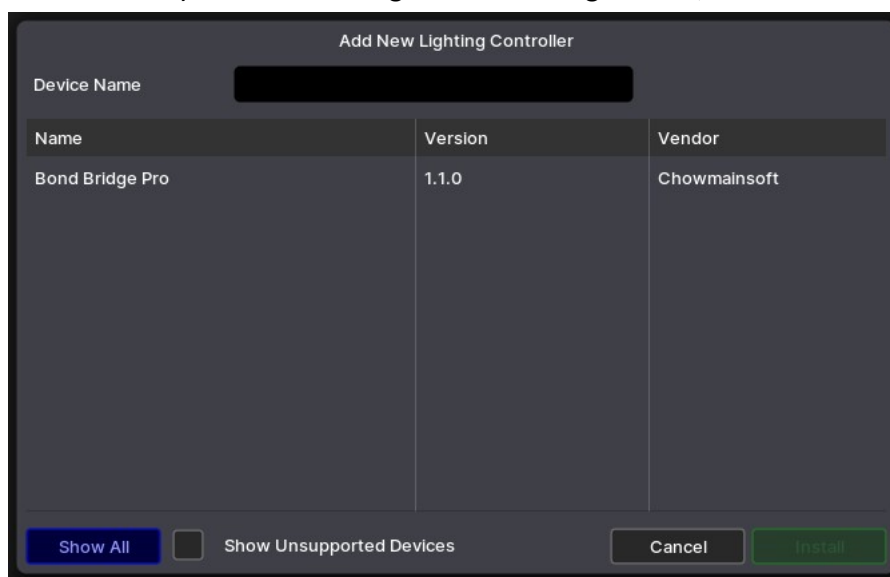 Add New Lighting Controller
Device Name
Name Version Vendor
Bond Bridge Pro 1.1.0 Chowmainsoft
Show All Show Unsupported Devices Cancel Install